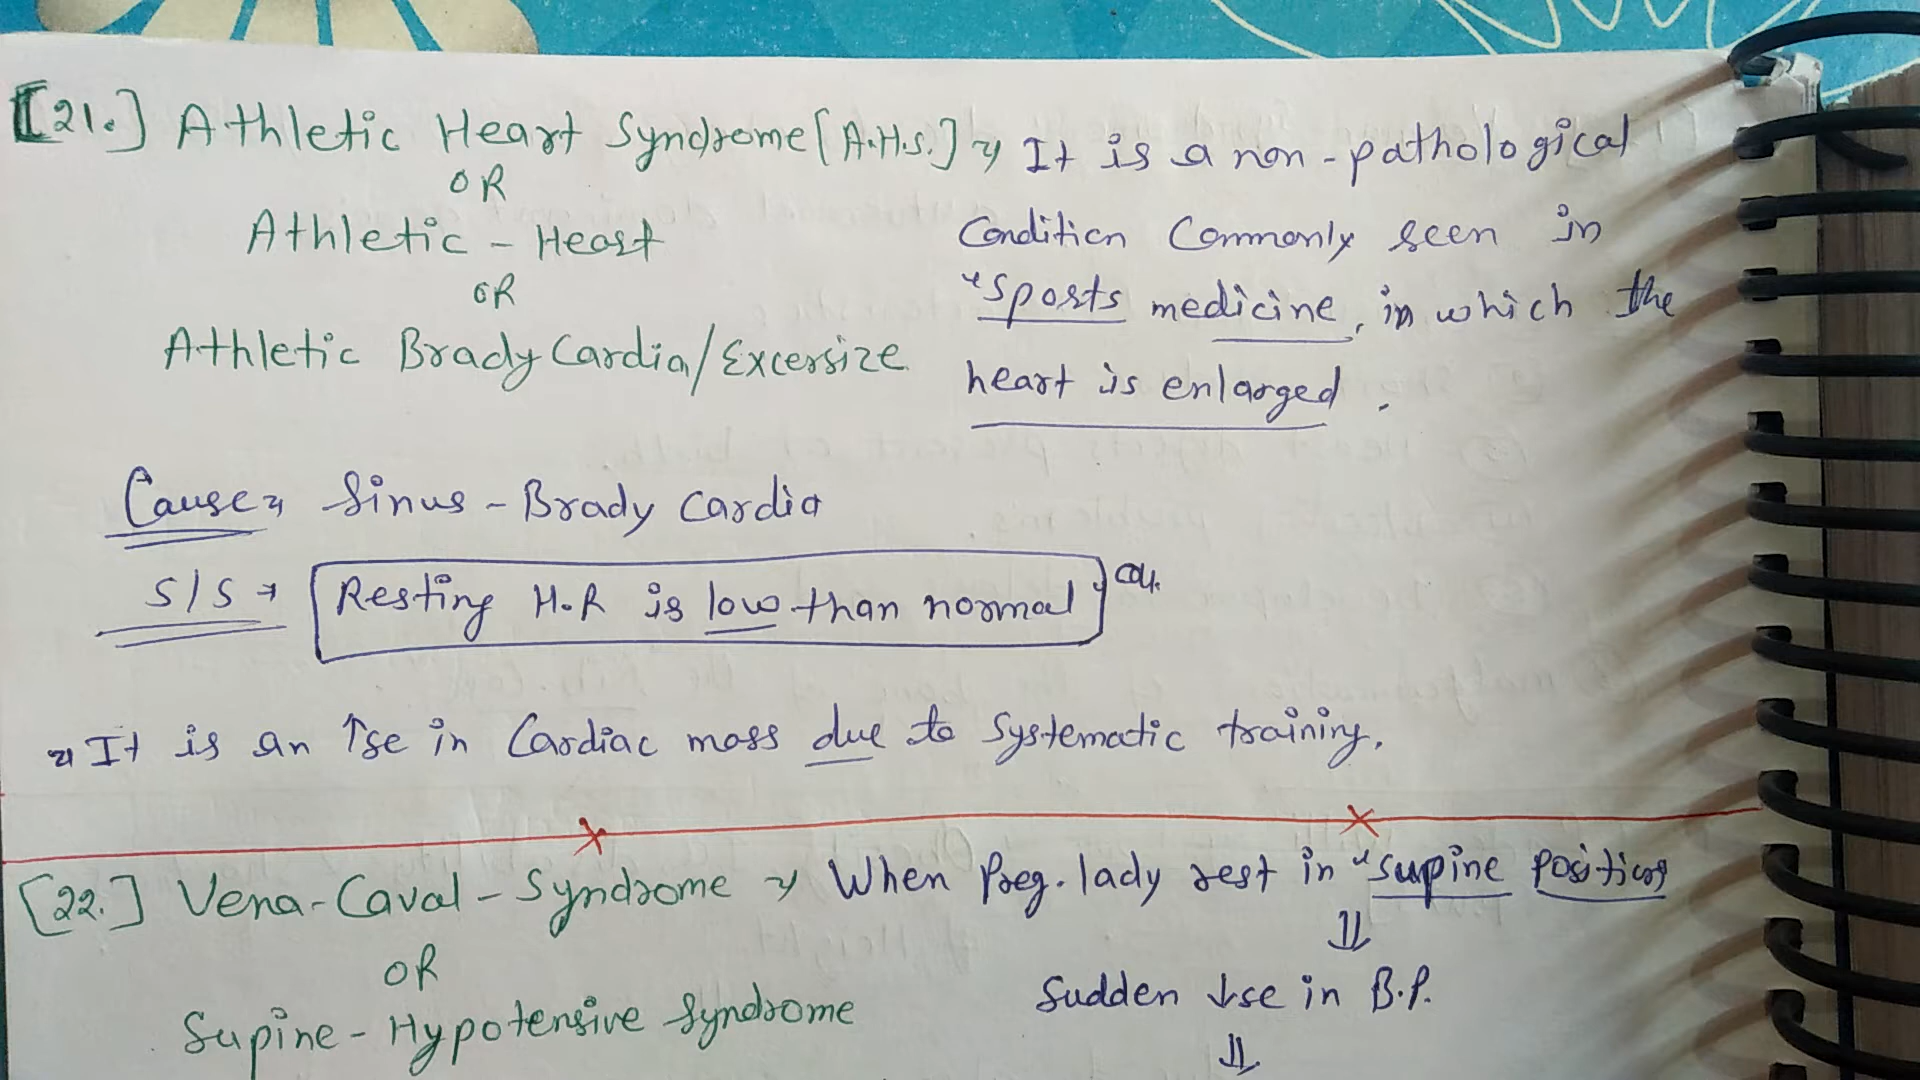 [21.] Athletic Heart Syndrome [A.H.S.] → It is a non-pathological
OR
Athletic - Heart
Condition Commonly seen in
OR
"sports medicine, in which the
Athletic BradyCardia/Excersize
heart is enlarged.
Cause → Sinus - Brady cardia
S/S → Resting H.R is low than normal
→ It is an ↑se in Cardiac mass due to systematic training.
[22.] Vena-Caval-Syndrome → When Preg. lady rest in "supine position
⇓
OR
Sudden ↓se in B.P.
Supine-Hypotensive Syndrome
⇓